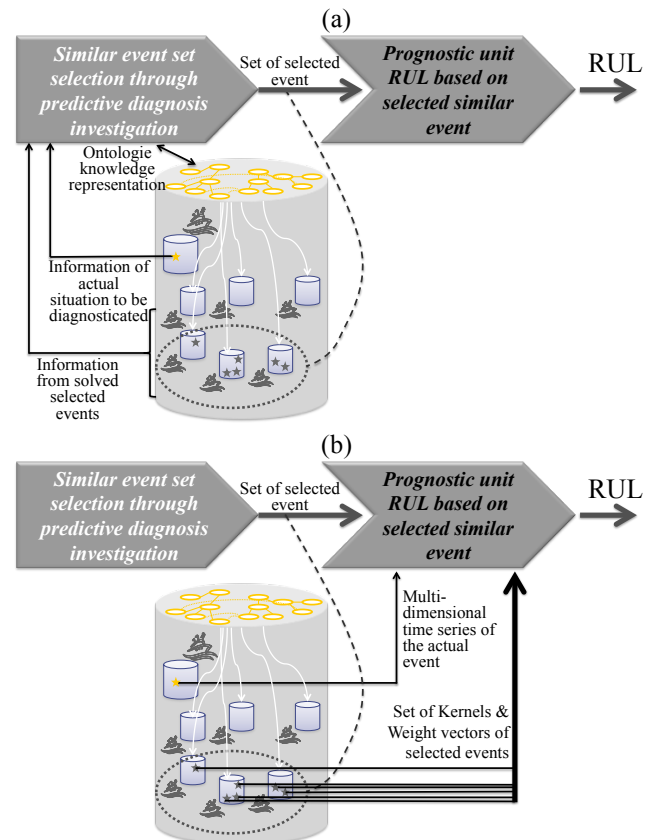 (a)
Similar event set
selection through
predictive diagnosis
investigation
Set of selected
event
Prognostic unit
RUL based on
selected similar
event
RUL
Ontologie
knowledge
representation
Information of
actual
situation to be
diagnosticated
Information
from solved
selected
events
(b)
Similar event set
selection through
predictive diagnosis
investigation
Set of selected
event
Prognostic unit
RUL based on
selected similar
event
RUL
Multi-
dimensional
time series of
the actual
event
Set of Kernels &
Weight vectors of
selected events